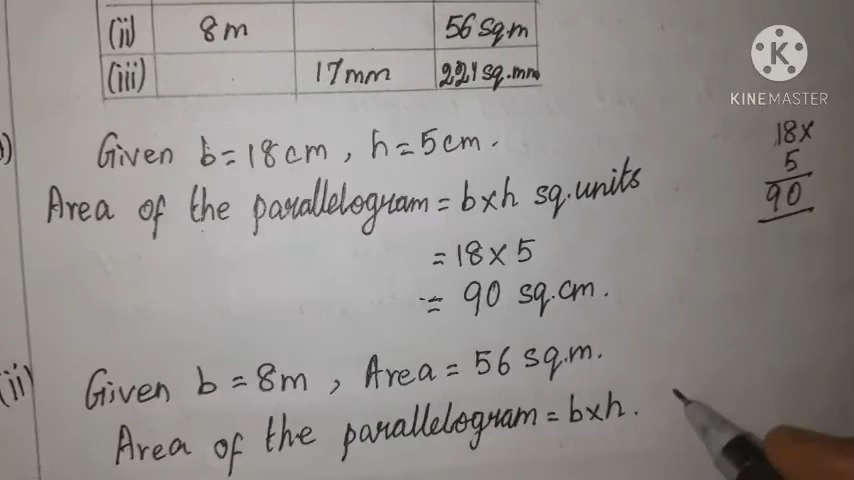 (ii) 8m 56 sq.m
(iii) 17mm 221 sq.mm
KINEMASTER
Given b = 18cm, h = 5cm.
18×
5
90
Area of the parallelogram = b×h sq.units
= 18 × 5
= 90 sq.cm.
(ii) Given b = 8m, Area = 56 sq.m.
Area of the parallelogram = b×h.